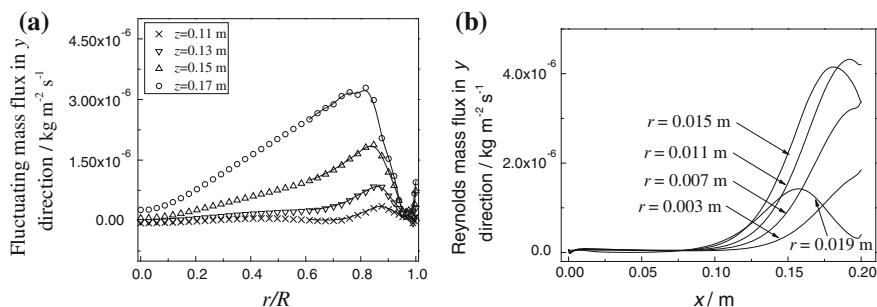 (a)
Fluctuating mass flux in y
direction / kg m⁻² s⁻¹
4.50x10⁻⁶
3.00x10⁻⁶
1.50x10⁻⁶
0.00
z=0.11 m
z=0.13 m
z=0.15 m
z=0.17 m
0.0 0.2 0.4 0.6 0.8 1.0
r/R
(b)
Reynolds mass flux in y
direction / kg m⁻² s⁻¹
4.0x10⁻⁶
2.0x10⁻⁶
0.0
r = 0.015 m
r = 0.011 m
r = 0.007 m
r = 0.003 m
r = 0.019 m
0.00 0.05 0.10 0.15 0.20
x / m